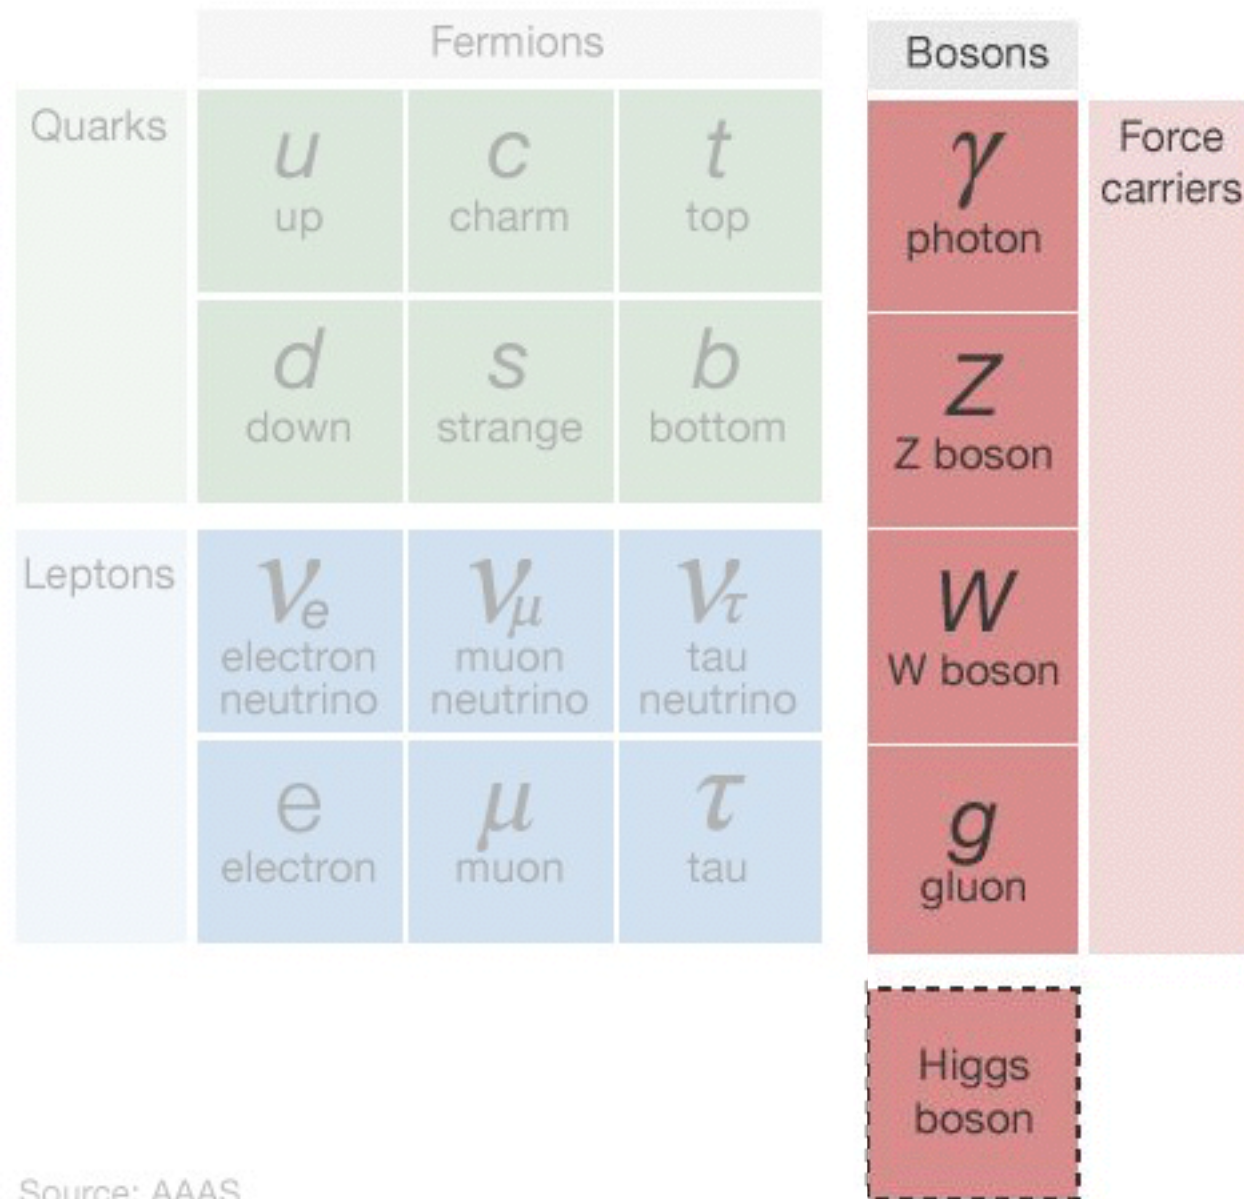 Fermions
Bosons
Quarks
u
up
c
charm
t
top
γ
photon
Force
carriers
d
down
s
strange
b
bottom
Z
Z boson
Leptons
νe
electron
neutrino
νμ
muon
neutrino
ντ
tau
neutrino
W
W boson
e
electron
μ
muon
τ
tau
g
gluon
Higgs
boson
Source: AAAS